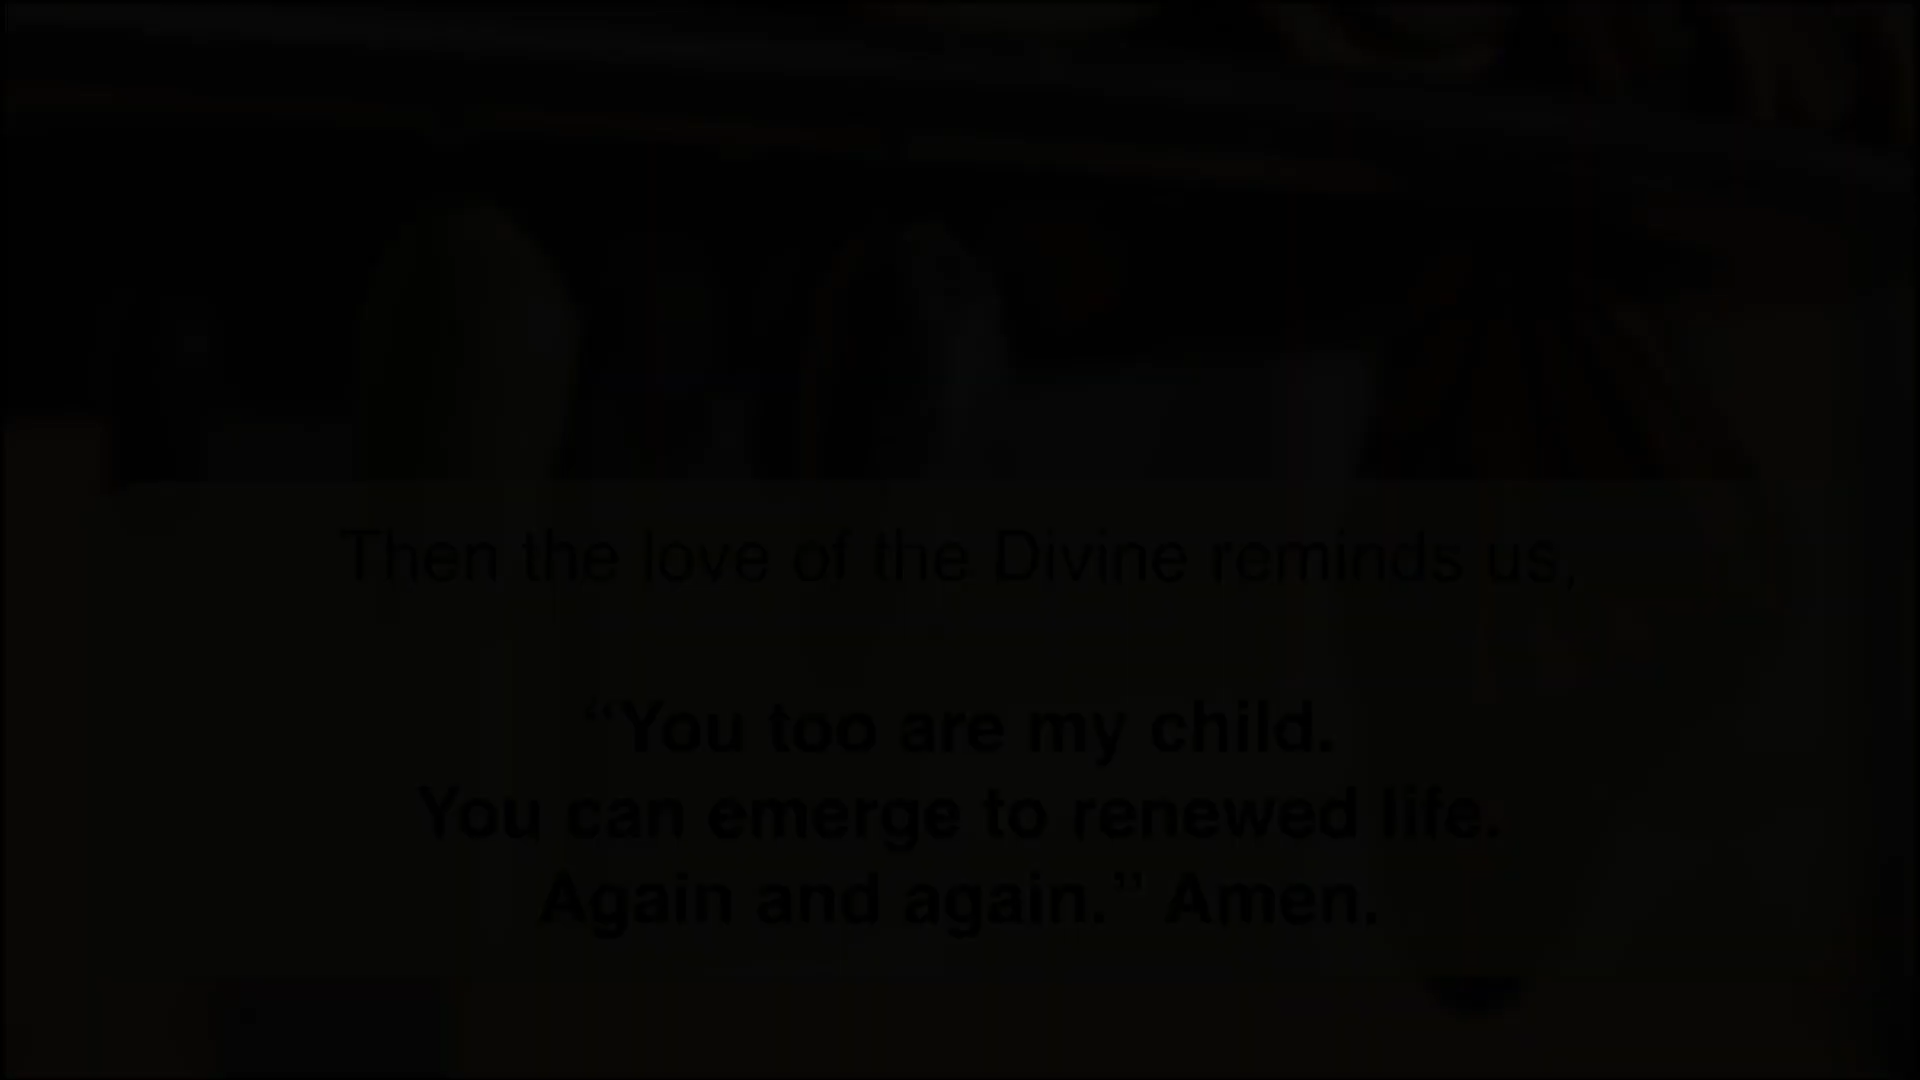 Then the love of the Divine reminds us,
“You too are my child.
You can emerge to renewed life.
Again and again.” Amen.